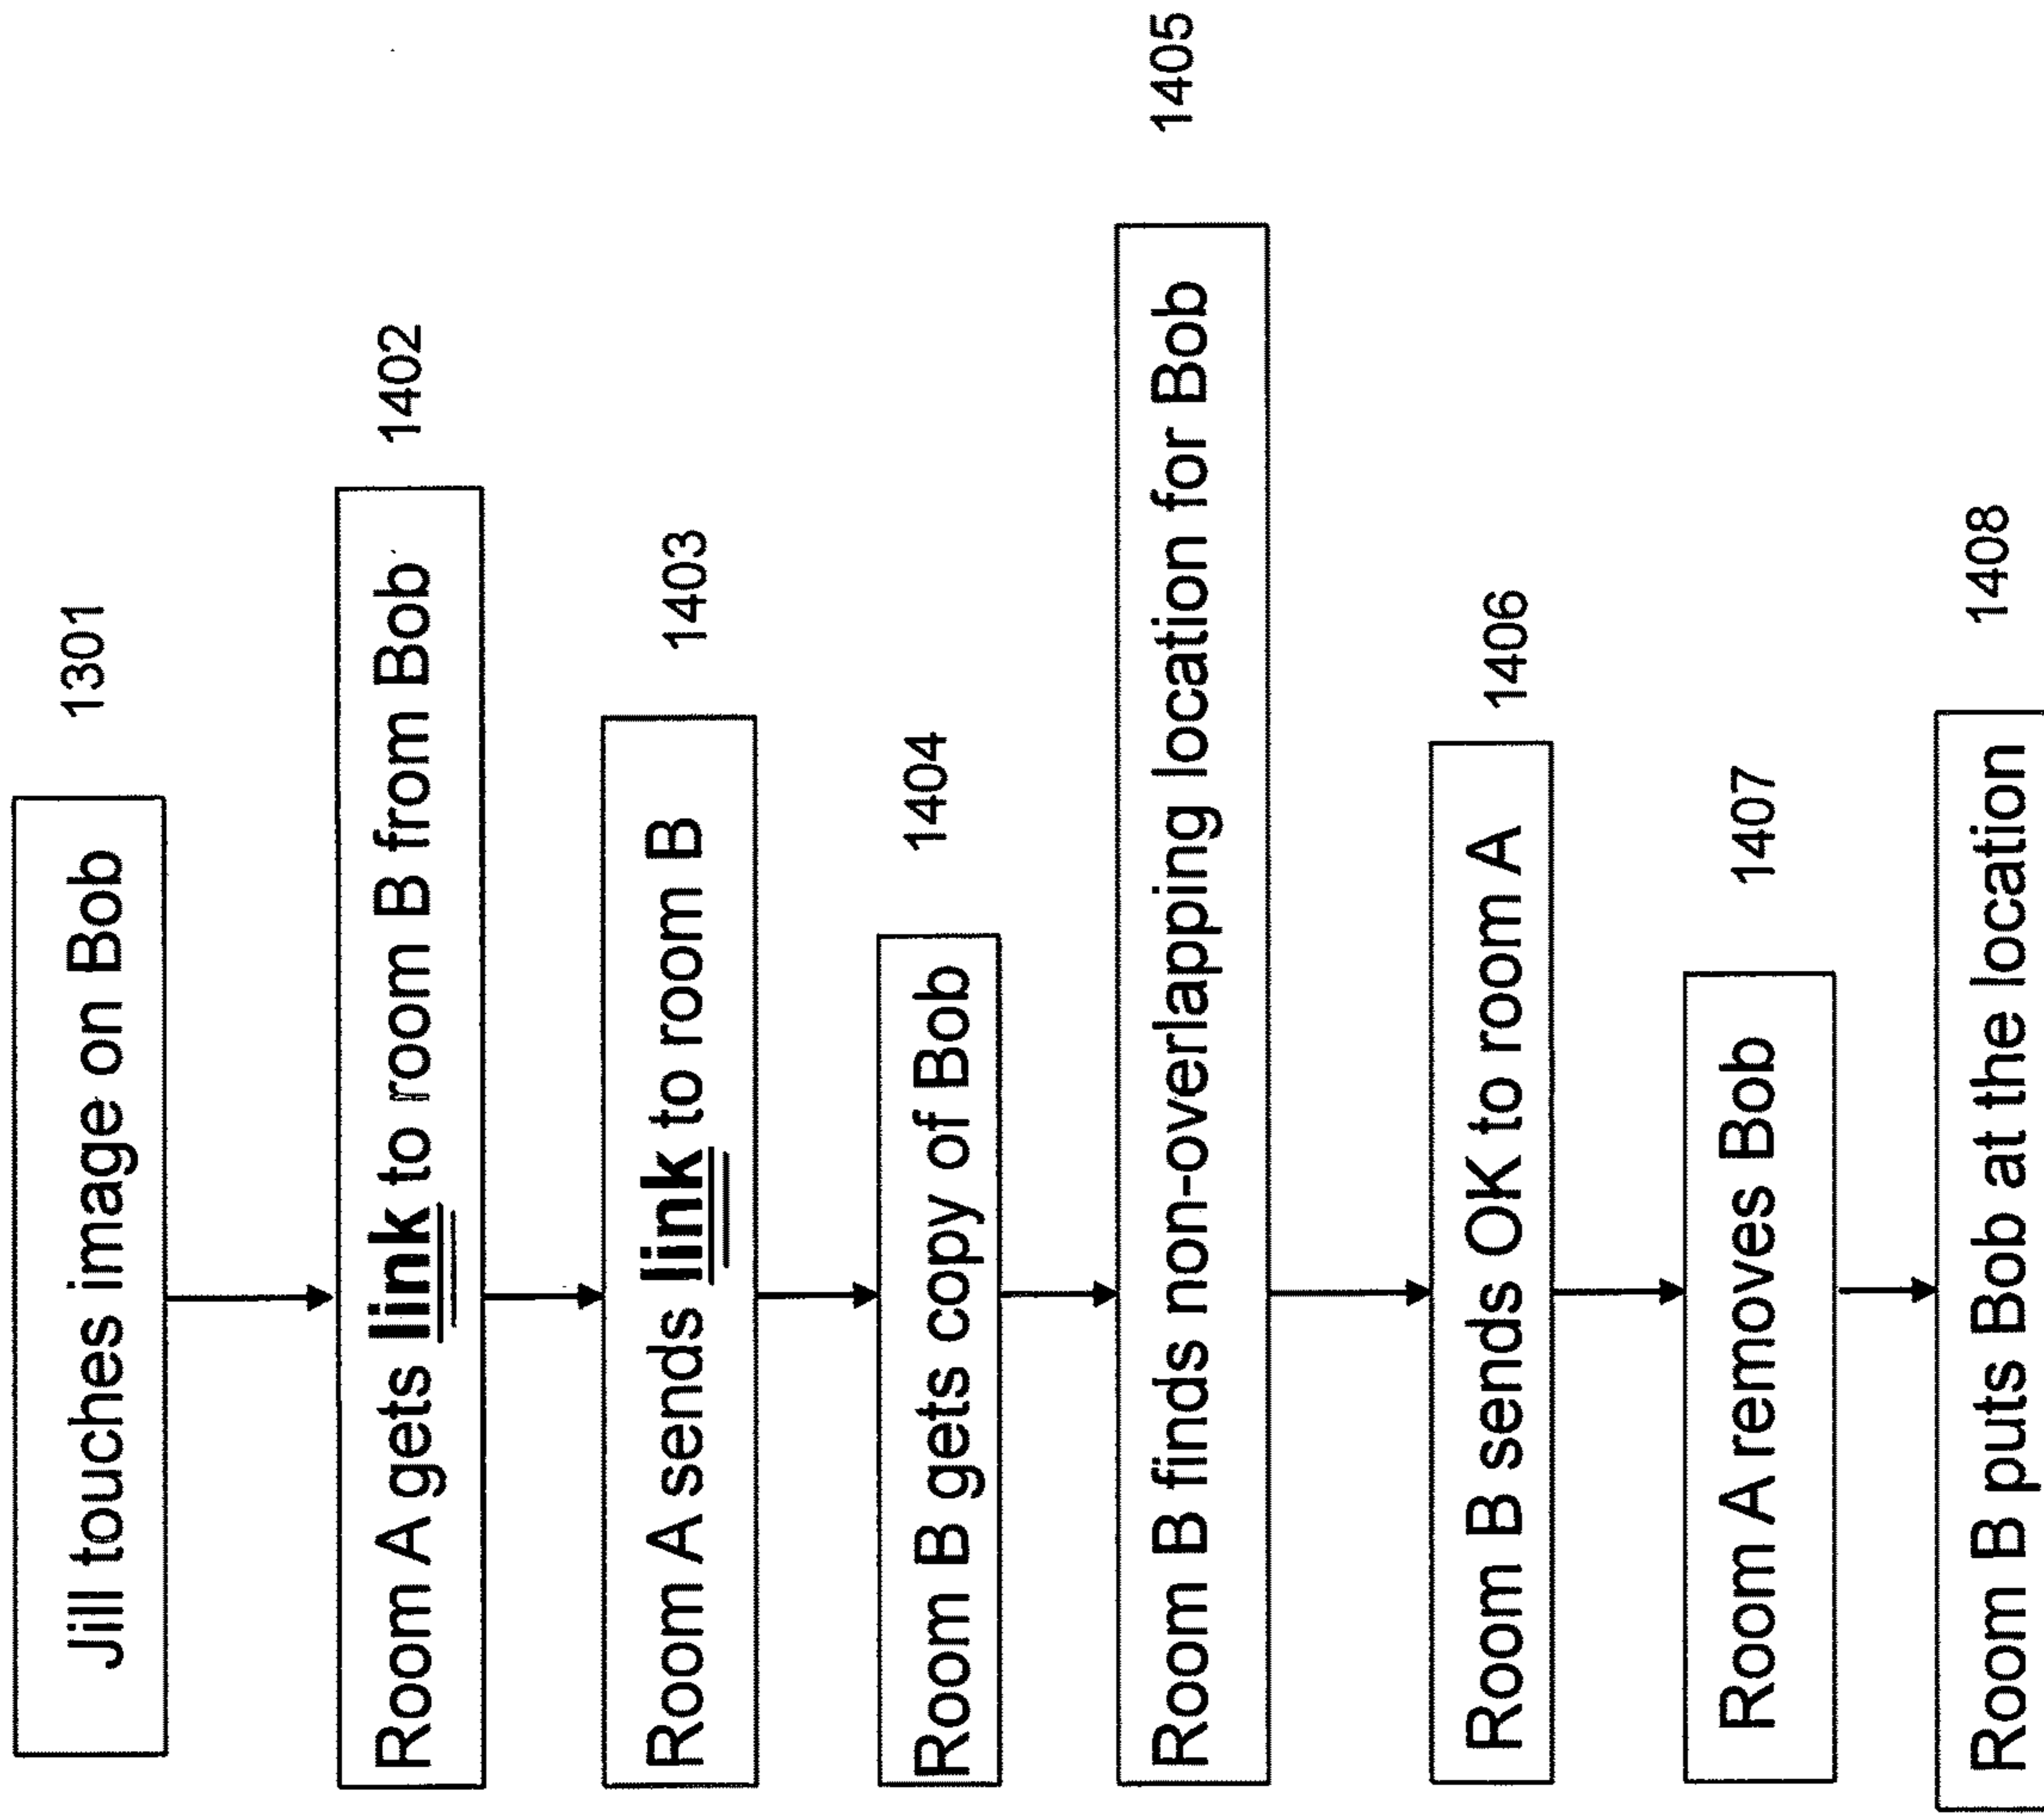 Jill touches image on Bob
1301
Room A gets link to room B from Bob
1402
Room A sends link to room B
1403
Room B gets copy of Bob
1404
Room B finds non-overlapping location for Bob
1405
Room B sends OK to room A
1406
Room A removes Bob
1407
Room B puts Bob at the location
1408